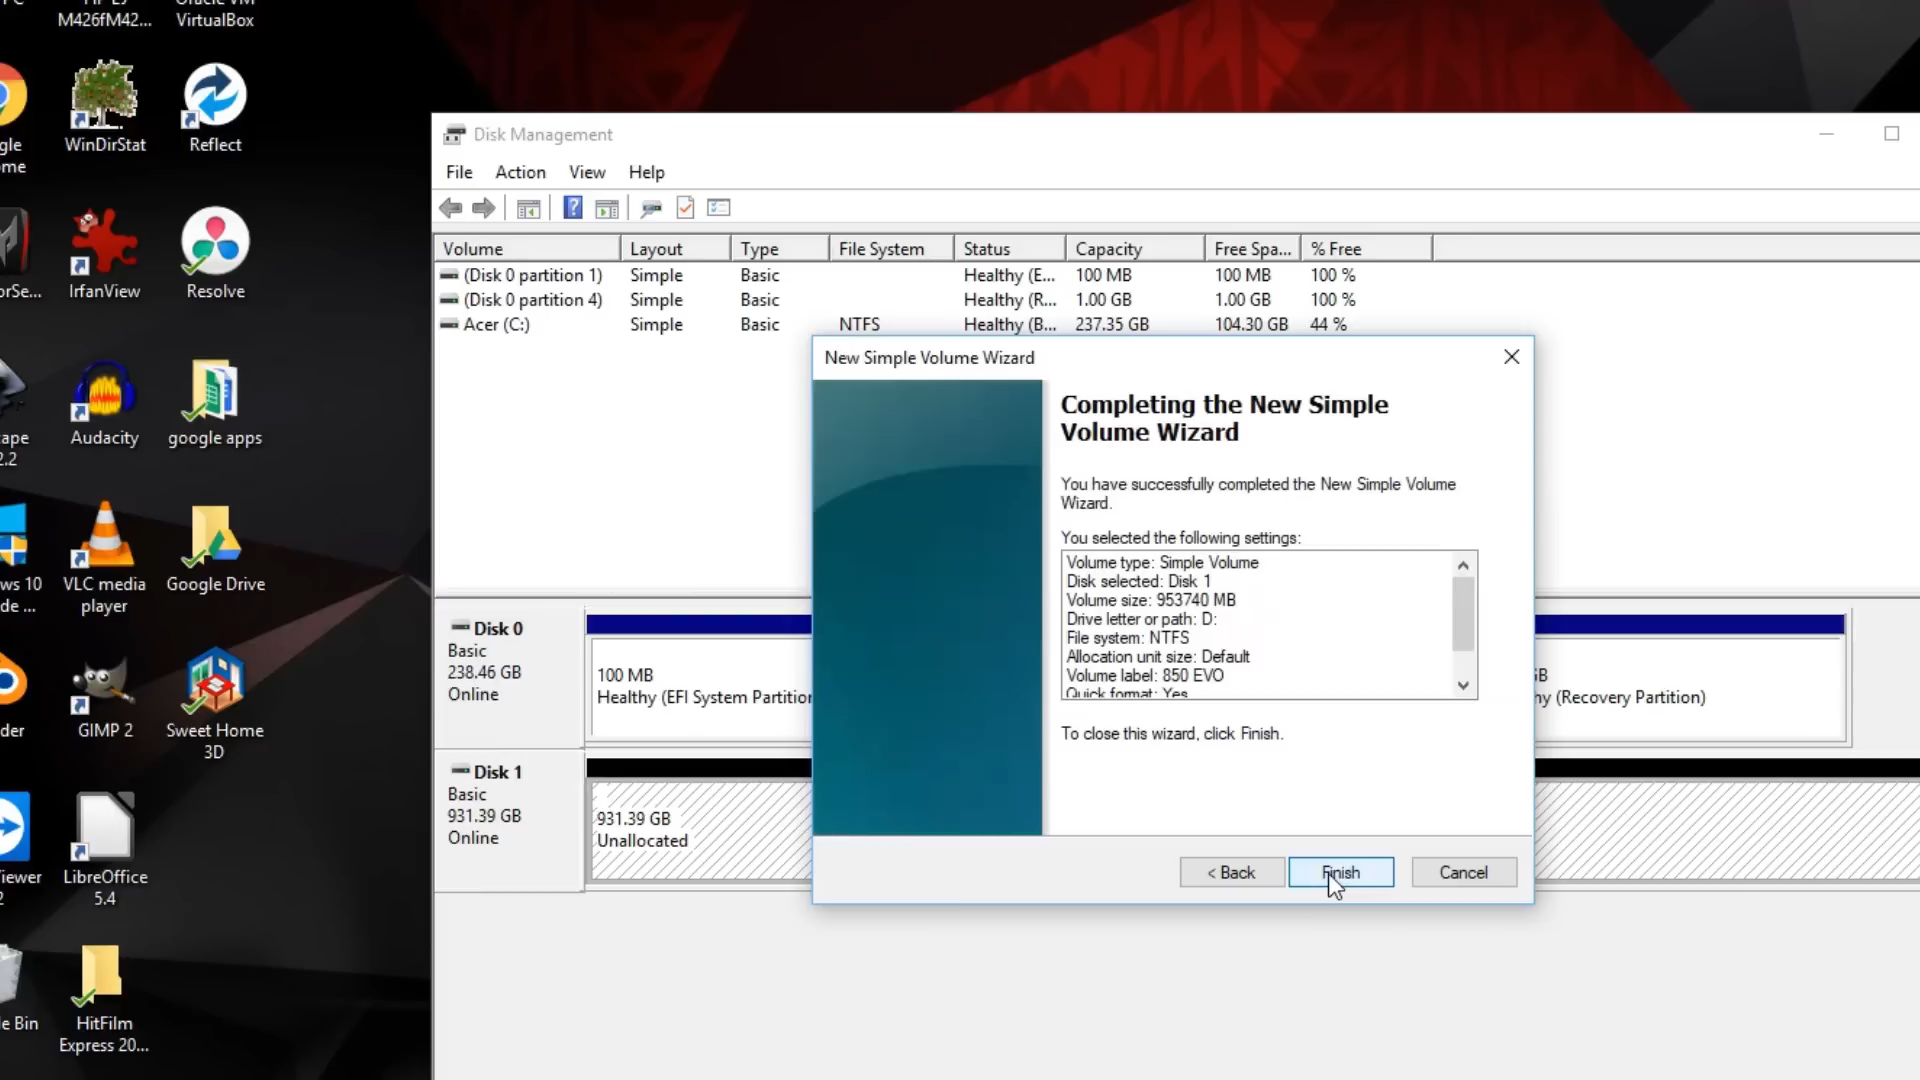 M426fM42...
VirtualBox
WinDirStat
Reflect
IrfanView
Resolve
Audacity
google apps
VLC media
player
Google Drive
GIMP 2
Sweet Home
3D
LibreOffice
5.4
HitFilm
Express 20...
Disk Management
File Action View Help
Volume Layout Type File System Status Capacity Free Spa... % Free
(Disk 0 partition 1) Simple Basic Healthy (E... 100 MB 100 MB 100 %
(Disk 0 partition 4) Simple Basic Healthy (R... 1.00 GB 1.00 GB 100 %
Acer (C:) Simple Basic NTFS Healthy (B... 237.35 GB 104.30 GB 44 %
New Simple Volume Wizard
Completing the New Simple
Volume Wizard
You have successfully completed the New Simple Volume
Wizard.
You selected the following settings:
Volume type: Simple Volume
Disk selected: Disk 1
Volume size: 953740 MB
Drive letter or path: D:
File system: NTFS
Allocation unit size: Default
Volume label: 850 EVO
Quick format: Yes
To close this wizard, click Finish.
< Back Finish Cancel
Disk 0
Basic
238.46 GB
Online
100 MB
Healthy (EFI System Partition
(Recovery Partition)
Disk 1
Basic
931.39 GB
Online
931.39 GB
Unallocated